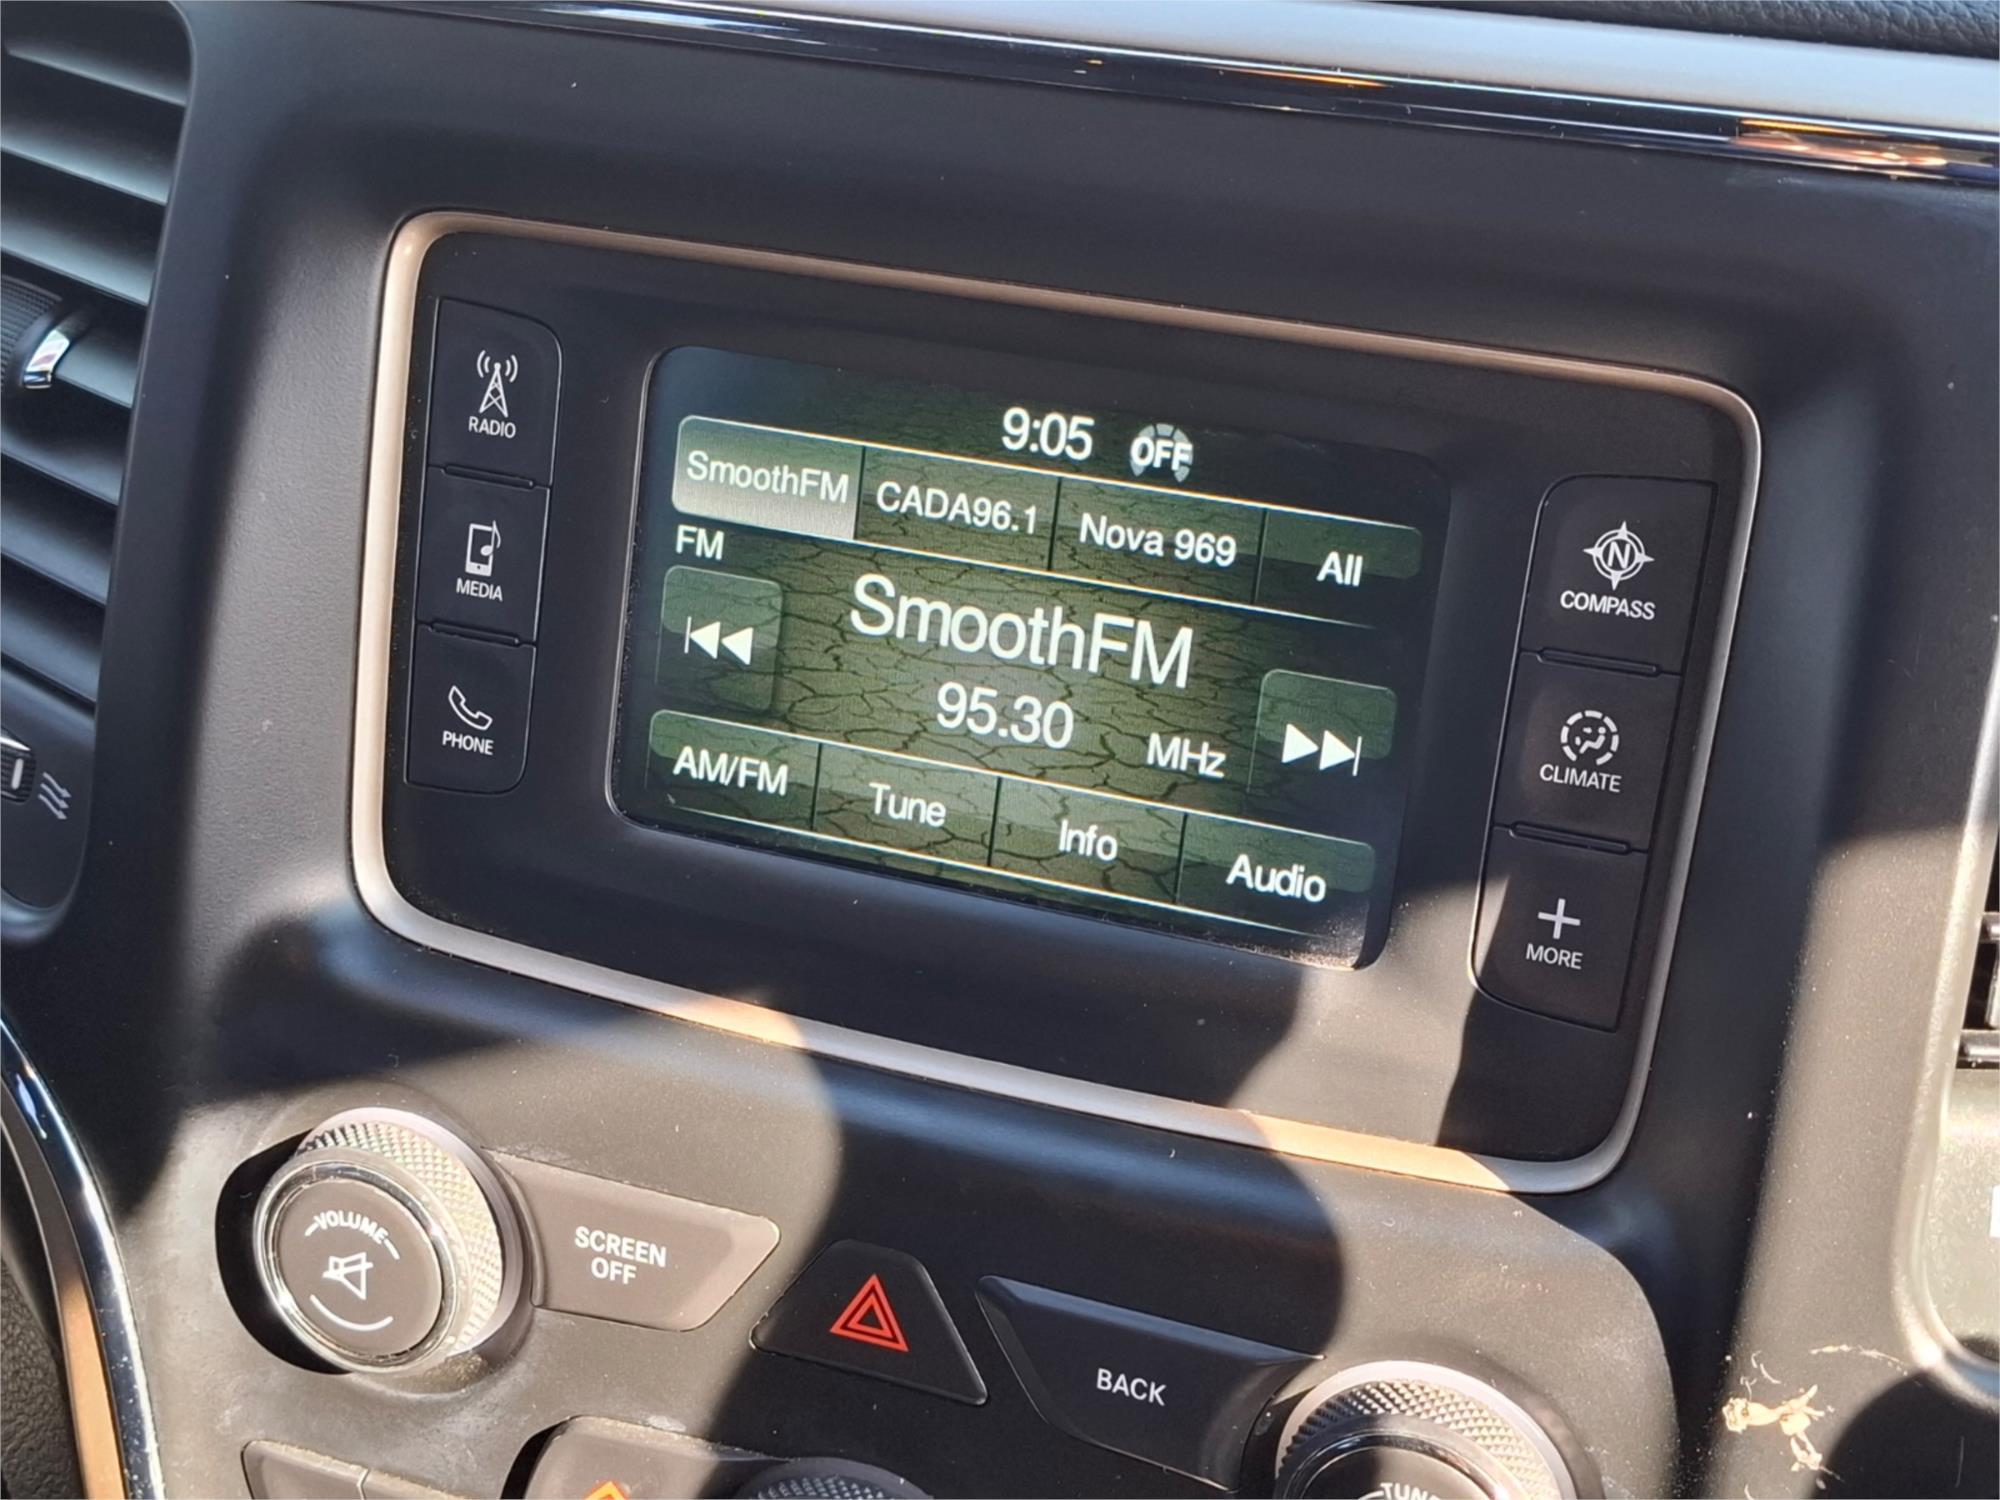 9:05 OFF
SmoothFM CADA96.1 Nova 969 All
FM
SmoothFM
95.30 MHz
AM/FM Tune Info Audio
RADIO
MEDIA
PHONE
N
COMPASS
CLIMATE
MORE
VOLUME
SCREEN
OFF
BACK